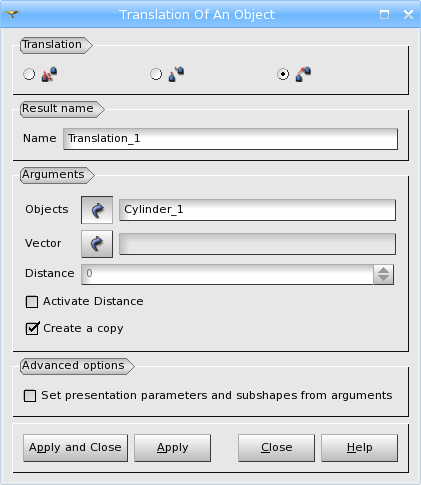 Translation Of An Object
Translation
Result name
Name Translation_1
Arguments
Objects Cylinder_1
Vector
Distance 0
Activate Distance
Create a copy
Advanced options
Set presentation parameters and subshapes from arguments
Apply and Close Apply Close Help